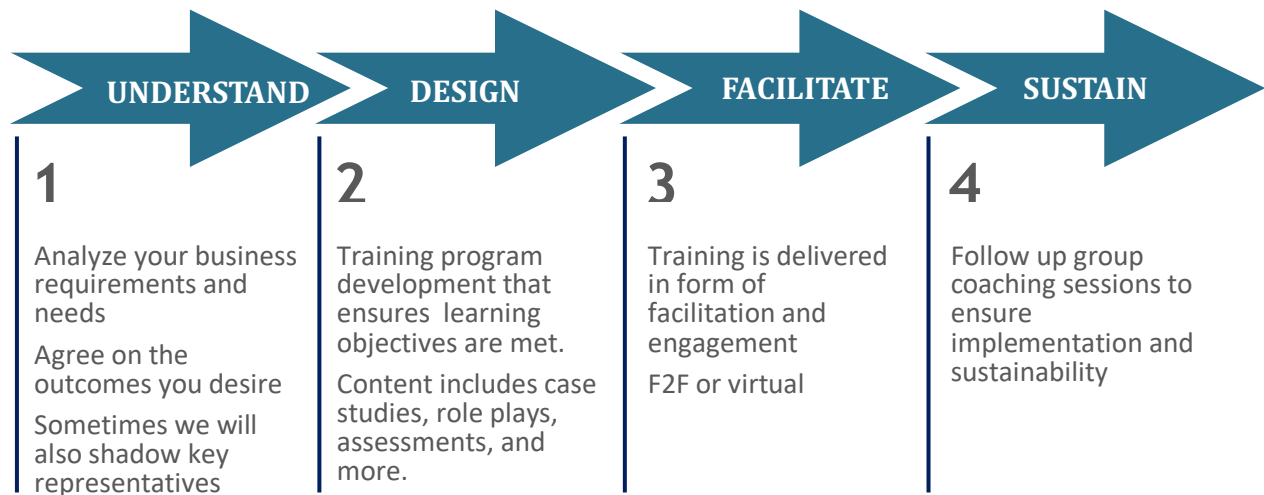 UNDERSTAND
DESIGN
FACILITATE
SUSTAIN
1
Analyze your business
requirements and
needs
Agree on the
outcomes you desire
Sometimes we will
also shadow key
representatives
2
Training program
development that
ensures  learning
objectives are met.
Content includes case
studies, role plays,
assessments, and
more.
3
Training is delivered
in form of
facilitation and
engagement
F2F or virtual
4
Follow up group
coaching sessions to
ensure
implementation and
sustainability